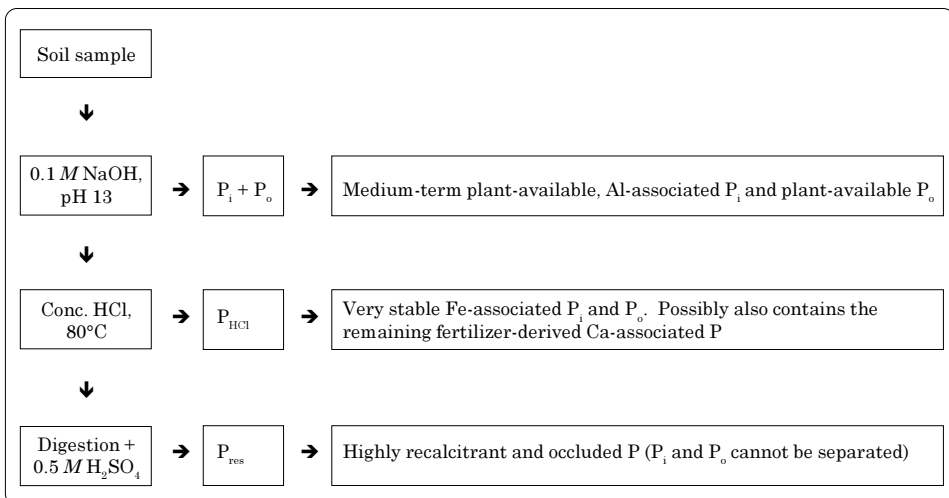 Soil sample
🡻
0.1 M NaOH,
pH 13
➔
Pᵢ + Pₒ
➔
Medium-term plant-available, Al-associated Pᵢ and plant-available Pₒ
🡻
Conc. HCl,
80°C
➔
P_HCl
➔
Very stable Fe-associated Pᵢ and Pₒ. Possibly also contains the
remaining fertilizer-derived Ca-associated P
🡻
Digestion +
0.5 M H₂SO₄
➔
P_res
➔
Highly recalcitrant and occluded P (Pᵢ and Pₒ cannot be separated)